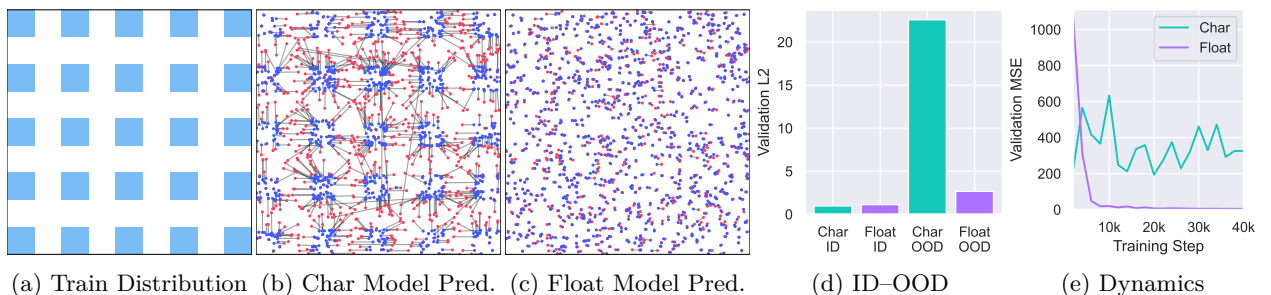 Validation L2
20
15
10
5
0
Char
ID
Float
ID
Char
OOD
Float
OOD
Validation MSE
1000
800
600
400
200
0
Char
Float
10k
20k
30k
40k
Training Step
(a) Train Distribution
(b) Char Model Pred.
(c) Float Model Pred.
(d) ID–OOD
(e) Dynamics